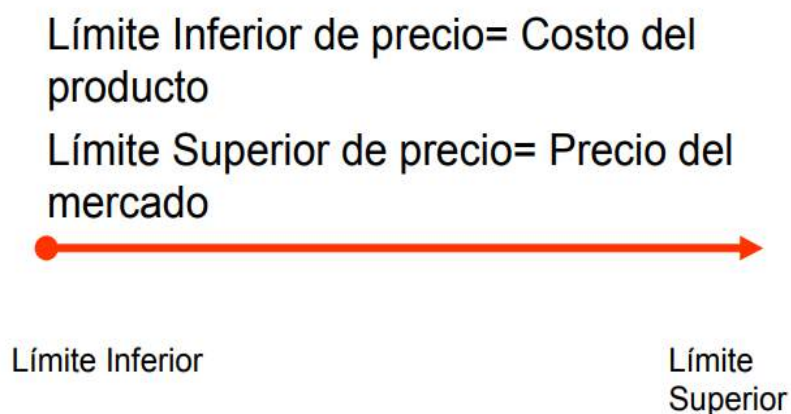 Límite Inferior de precio= Costo del
producto
Límite Superior de precio= Precio del
mercado
Límite Inferior
Límite
Superior